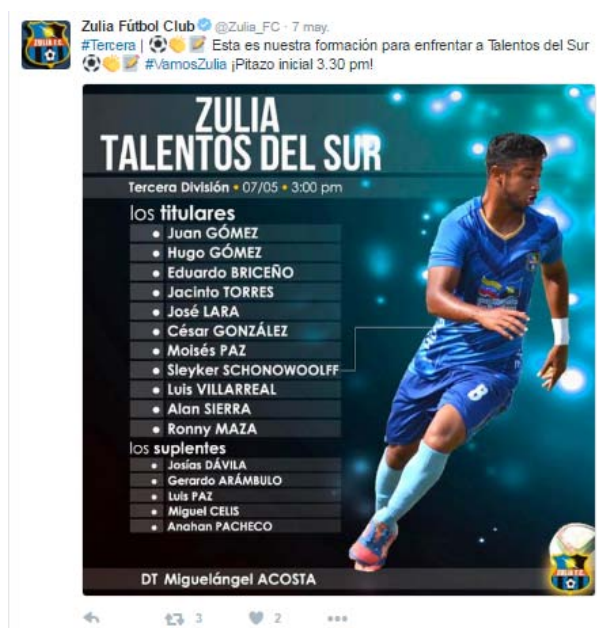 Zulia Fútbol Club @Zulia_FC · 7 may.
#Tercera | ⚽👏📝 Esta es nuestra formación para enfrentar a Talentos del Sur
⚽👏📝 #VamosZulia ¡Pitazo inicial 3.30 pm!
ZULIA
TALENTOS DEL SUR
Tercera División • 07/05 • 3:00 pm
los titulares
• Juan GÓMEZ
• Hugo GÓMEZ
• Eduardo BRICEÑO
• Jacinto TORRES
• José LARA
• César GONZÁLEZ
• Moisés PAZ
• Sleyker SCHONOWOOLFF
• Luis VILLARREAL
• Alan SIERRA
• Ronny MAZA
los suplentes
• Josías DÁVILA
• Gerardo ARÁMBULO
• Luis PAZ
• Miguel CELIS
• Anahan PACHECO
8
ZULIA F.C.
DT Miguelángel ACOSTA
3
2